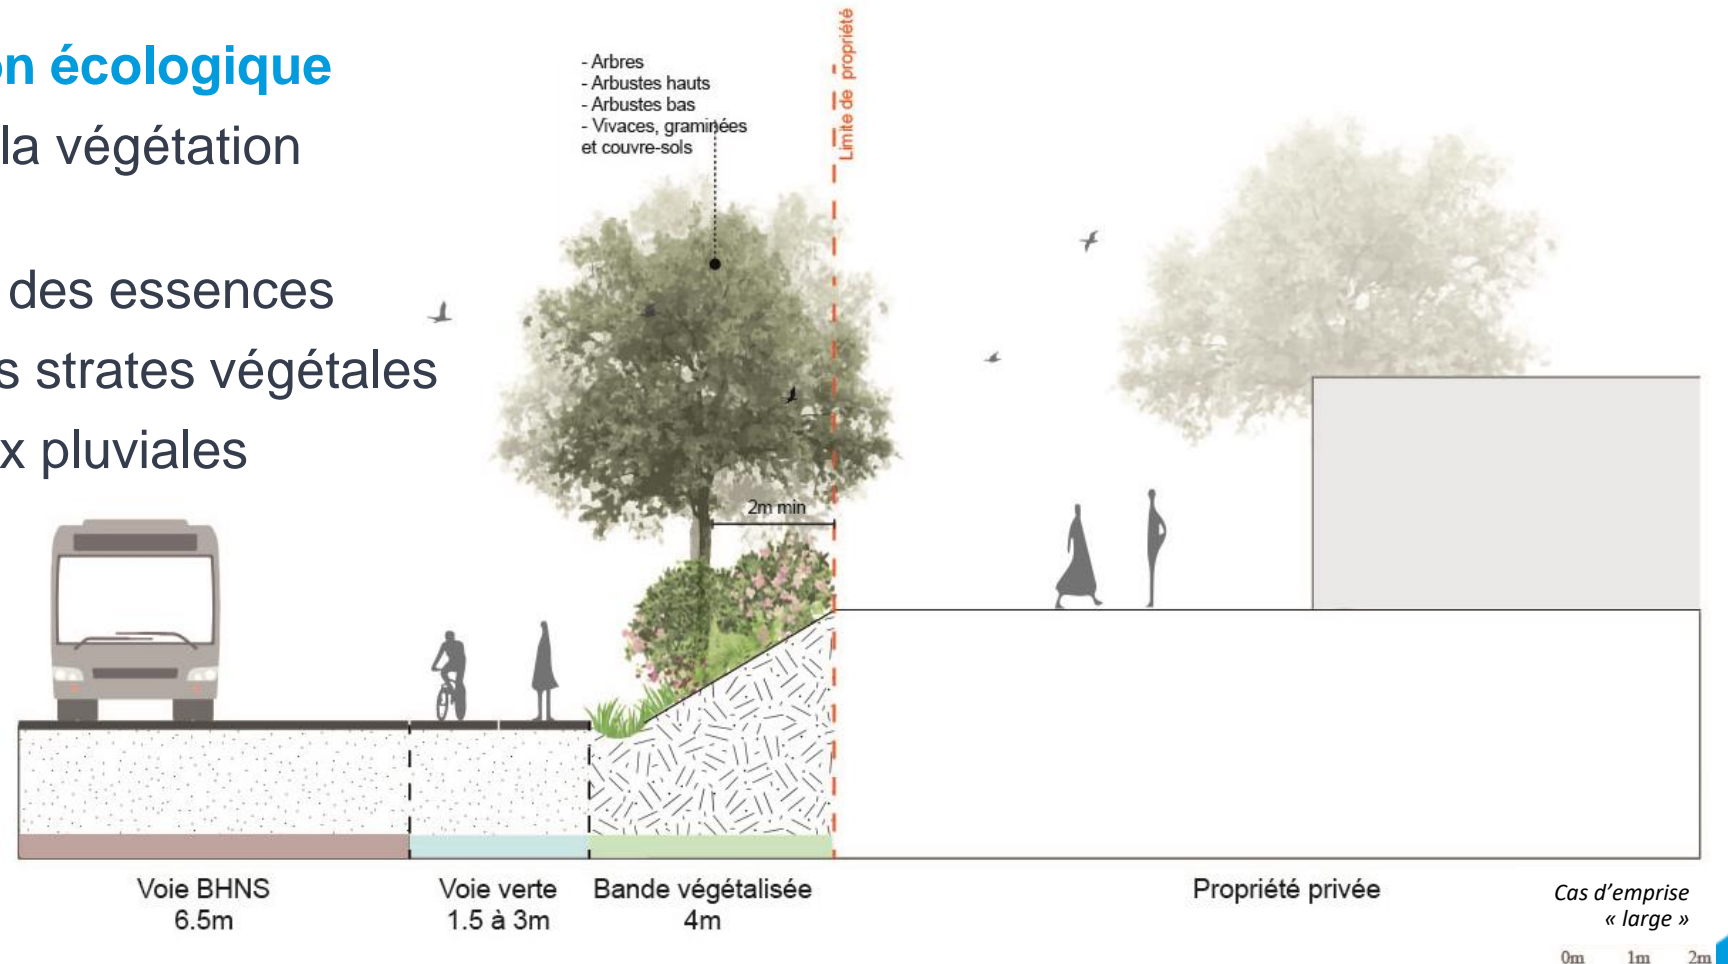 on écologique
la végétation
des essences
s strates végétales
x pluviales
- Arbres
- Arbustes hauts
- Arbustes bas
- Vivaces, graminées
et couvre-sols
Limite de propriété
2m min
Voie BHNS
6.5m
Voie verte
1.5 à 3m
Bande végétalisée
4m
Propriété privée
Cas d’emprise
« large »
0m 1m 2m